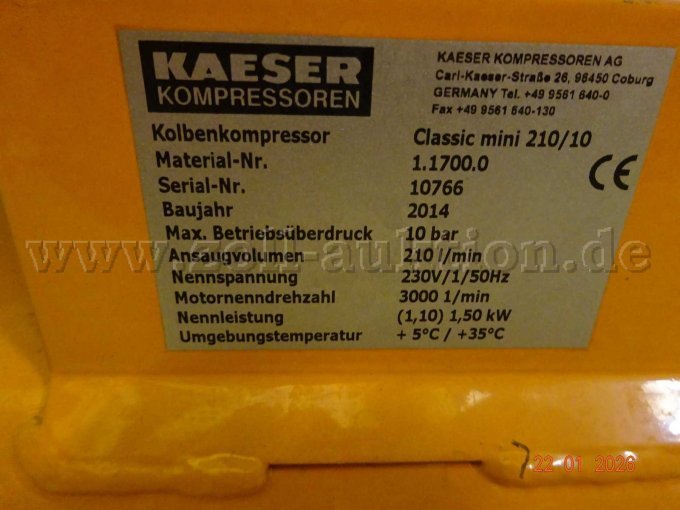 KAESER
KOMPRESSOREN
KAESER KOMPRESSOREN AG
Carl-Kaeser-Straße 26, 96450 Coburg
GERMANY Tel. +49 9561 640-0
Fax +49 9561 640-130
Kolbenkompressor Classic mini 210/10
Material-Nr. 1.1700.0
Serial-Nr. 10766
CE
Baujahr 2014
Max. Betriebsüberdruck 10 bar
www.zoll-auktion.de
Ansaugvolumen 210 l/min
Nennspannung 230V/1/50Hz
Motornenndrehzahl 3000 1/min
Nennleistung (1,10) 1,50 kW
Umgebungstemperatur + 5°C / +35°C
7
22 01 2026